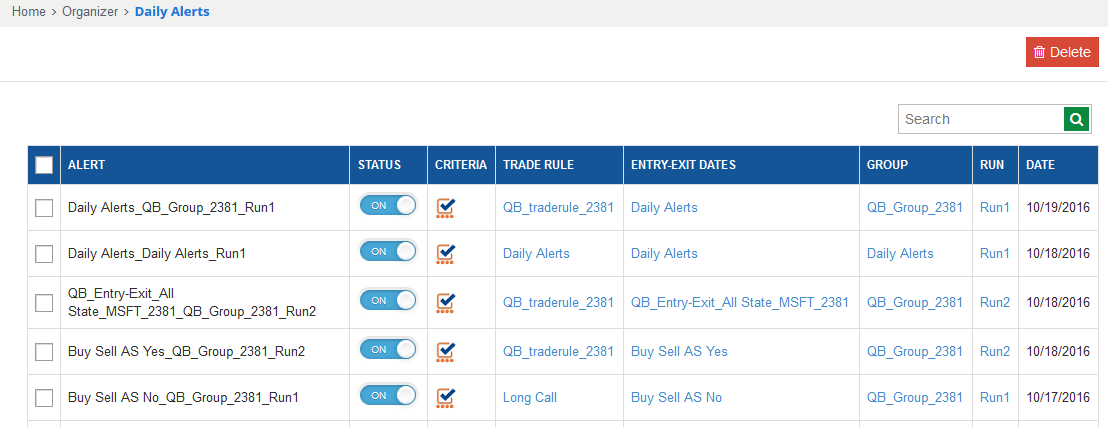 Home > Organizer > Daily Alerts
Delete
Search
ALERT STATUS CRITERIA TRADE RULE ENTRY-EXIT DATES GROUP RUN DATE
Daily Alerts_QB_Group_2381_Run1 ON QB_traderule_2381 Daily Alerts QB_Group_2381 Run1 10/19/2016
Daily Alerts_Daily Alerts_Run1 ON Daily Alerts Daily Alerts Daily Alerts Run1 10/18/2016
QB_Entry-Exit_All
State_MSFT_2381_QB_Group_2381_Run2 ON QB_traderule_2381 QB_Entry-Exit_All State_MSFT_2381 QB_Group_2381 Run2 10/18/2016
Buy Sell AS Yes_QB_Group_2381_Run2 ON QB_traderule_2381 Buy Sell AS Yes QB_Group_2381 Run2 10/18/2016
Buy Sell AS No_QB_Group_2381_Run1 ON Long Call Buy Sell AS No QB_Group_2381 Run1 10/17/2016